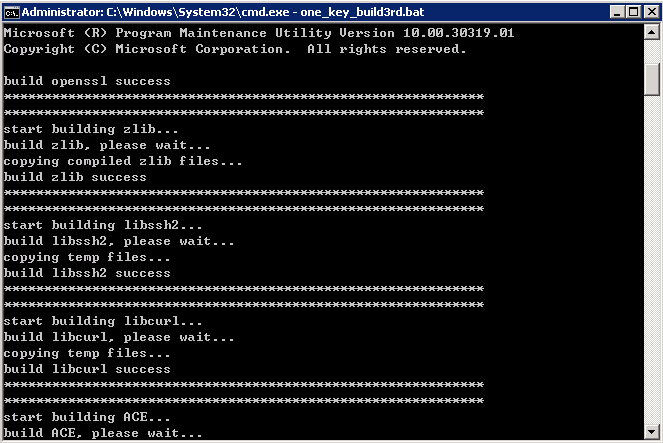 Administrator: C:\Windows\System32\cmd.exe - one_key_build3rd.bat
Microsoft (R) Program Maintenance Utility Version 10.00.30319.01
Copyright (C) Microsoft Corporation.  All rights reserved.
build openssl success
************************************************************
************************************************************
start building zlib...
build zlib, please wait...
copying compiled zlib files...
build zlib success
************************************************************
************************************************************
start building libssh2...
build libssh2, please wait...
copying temp files...
build libssh2 success
************************************************************
************************************************************
start building libcurl...
build libcurl, please wait...
copying temp files...
build libcurl success
************************************************************
************************************************************
start building ACE...
build ACE, please wait...